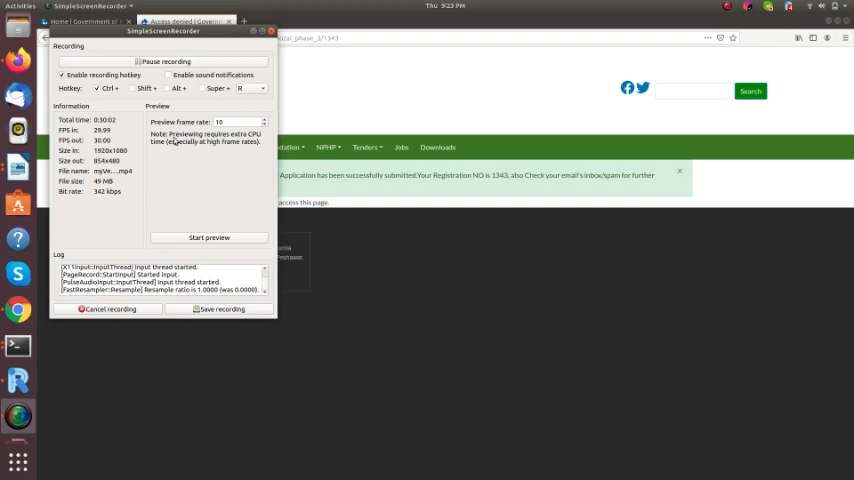 Activities
SimpleScreenRecorder
Thu 9:23 PM
Home | Government of
Access denied | Governme
SimpleScreenRecorder
ozai_phase_3/1343
Recording
Pause recording
Enable recording hotkey
Enable sound notifications
Hotkey:
Ctrl +
Shift +
Alt +
Super +
R
Search
Information
Preview
Total time: 0:30:02
FPS in: 29.99
FPS out: 30.00
Size in: 1920x1080
Size out: 854x480
File name: myVe....mp4
File size: 49 MB
Bit rate: 342 kbps
Preview frame rate: 10
Note: Previewing requires extra CPU
time (especially at high frame rates).
Start preview
dation
NPHP
Tenders
Jobs
Downloads
Application has been successfully submitted.Your Registration NO is 1343, also Check your email's inbox/spam for further
×
access this page.
Log
[X11Input::InputThread] Input thread started.
[PageRecord::StartInput] Started input.
[PulseAudioInput::InputThread] Input thread started.
[FastResampler::Resample] Resample ratio is 1.0000 (was 0.0000).
Cancel recording
Save recording
eshawar.